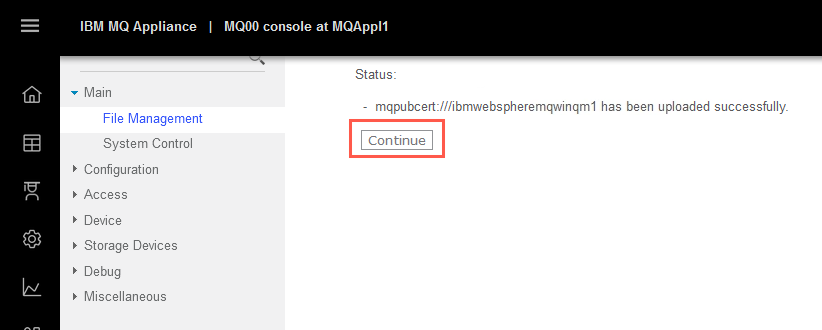 IBM MQ Appliance | MQ00 console at MQAppl1
Main
File Management
System Control
Configuration
Access
Device
Storage Devices
Debug
Miscellaneous
Status:
- mqpubcert:///ibmwebspheremqwinqm1 has been uploaded successfully.
Continue